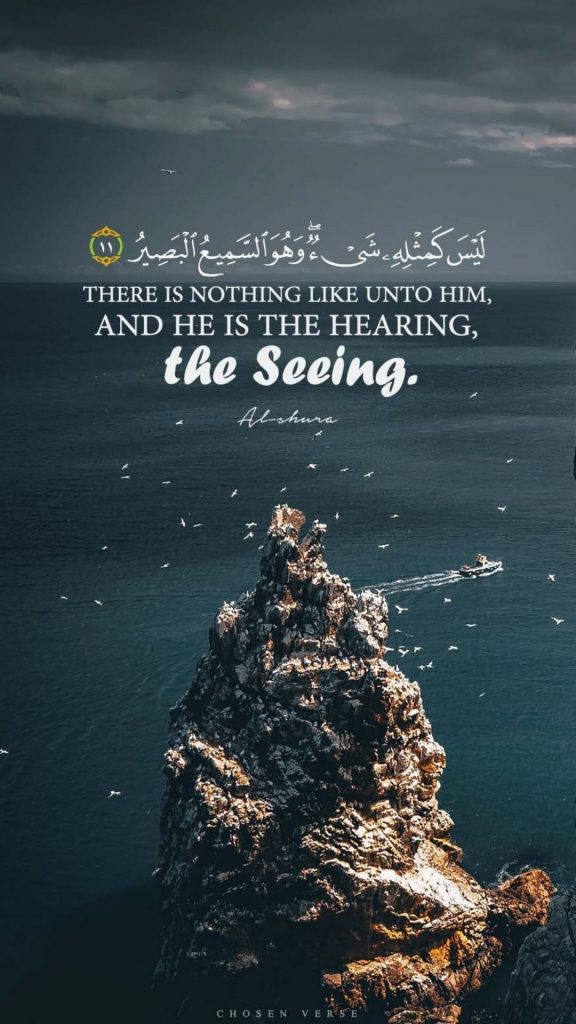 لَيْسَ كَمِثْلِهِۦ شَىْءٌ ۖ وَهُوَ ٱلسَّمِيعُ ٱلْبَصِيرُ ١١
THERE IS NOTHING LIKE UNTO HIM,
AND HE IS THE HEARING,
the Seeing.
Al-shura
CHOSEN VERSE